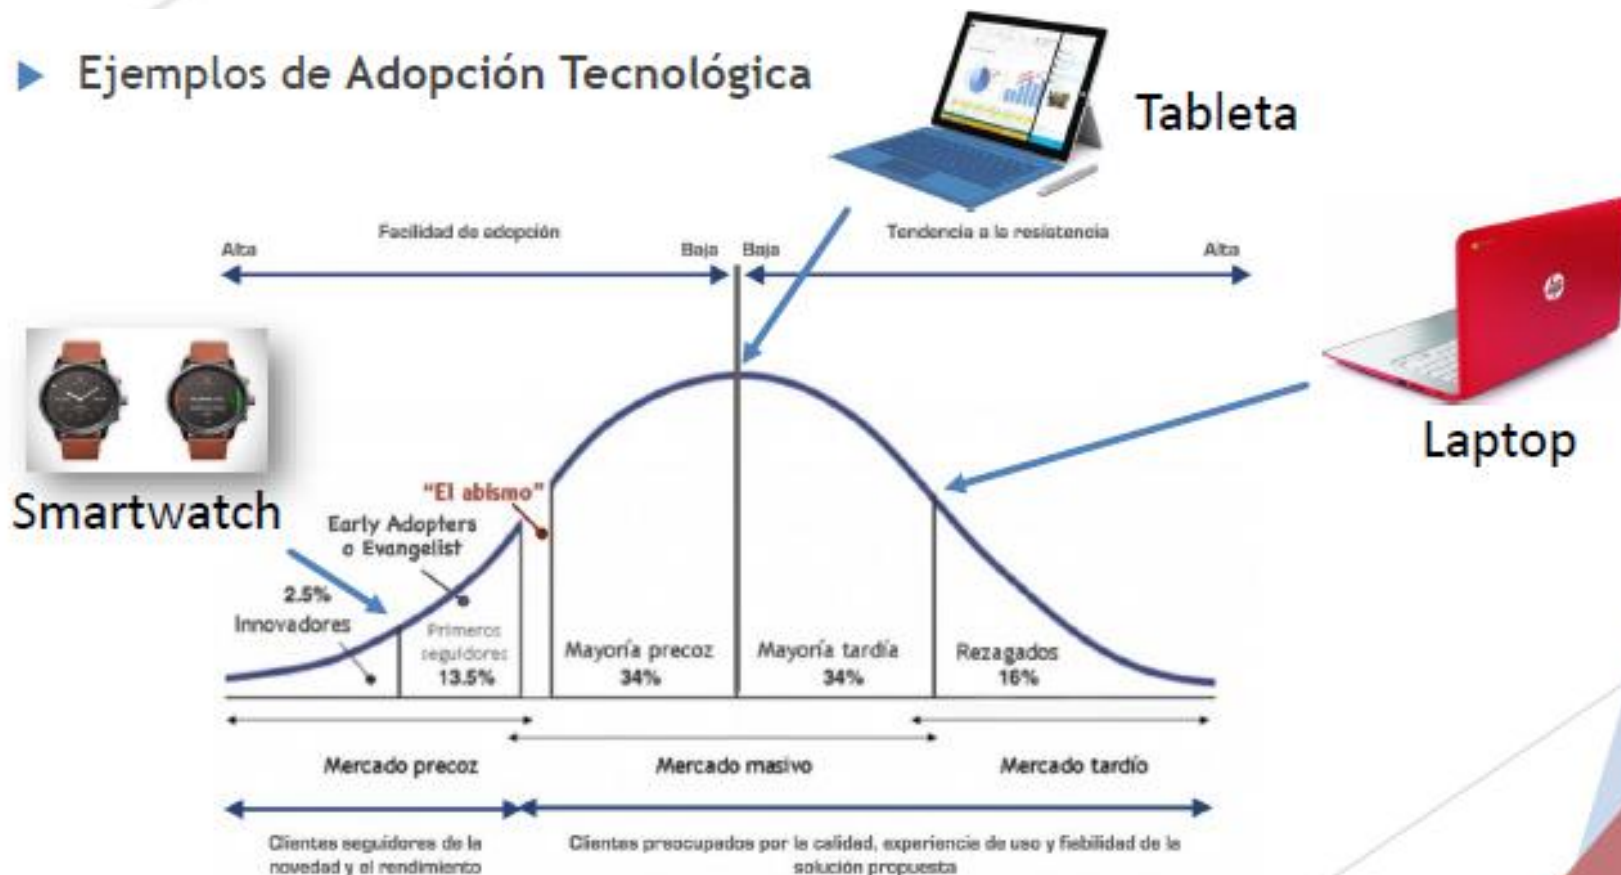 Ejemplos de Adopción Tecnológica
Tableta
Facilidad de adopción
Tendencia a la resistencia
Alta
Baja
Baja
Alta
hp
Laptop
Smartwatch
"El abismo"
Early Adopters
o Evangelist
2.5%
Innovadores
Primeros
seguidores
13.5%
Mayoría precoz
34%
Mayoría tardía
34%
Rezagados
16%
Mercado precoz
Mercado masivo
Mercado tardío
Clientes seguidores de la
novedad y el rendimiento
Clientes preocupados por la calidad, experiencia de uso y fiabilidad de la
solución propuesta